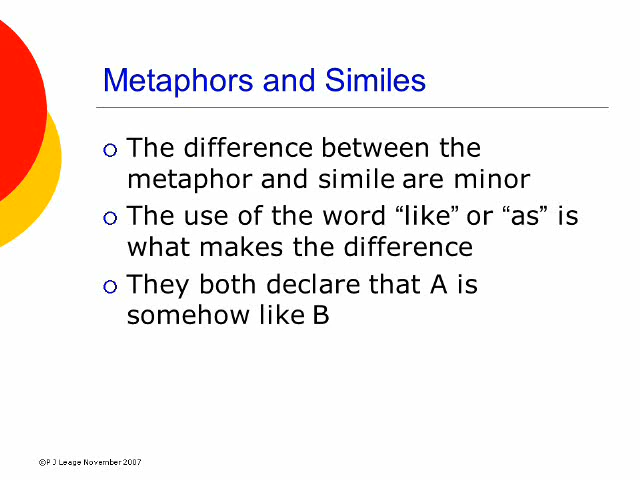 Metaphors and Similes
The difference between the
metaphor and simile are minor
The use of the word “like” or “as” is
what makes the difference
They both declare that A is
somehow like B
©P J Leage November 2007